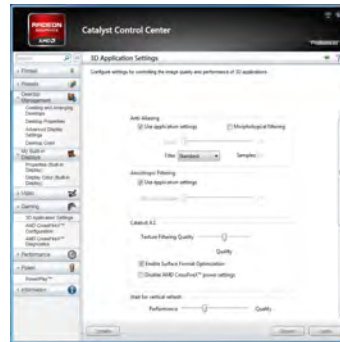 RADEON
GRAPHICS
AMD
Catalyst Control Center
Preferences
3D Application Settings
Configure settings for controlling the image quality and performance of 3D applications.
Pinned
Presets
Desktop
Management
Creating and Arranging
Desktops
Desktop Properties
Advanced Display
Settings
Desktop Color
My Built-in
Displays
Properties (Built-in
Display)
Display Color (Built-in
Display)
Video
Gaming
3D Application Settings
AMD CrossFireX™
Configuration
AMD CrossFireX™
Diagnostics
Performance
Power
PowerPlay™
Information
Anti-Aliasing
Use application settings
Morphological filtering
Filter
Standard
Samples
Anisotropic Filtering
Use application settings
Catalyst A.I.
Texture Filtering Quality
Quality
Enable Surface Format Optimization
Disable AMD CrossFireX™ power settings
Wait for vertical refresh
Performance
Quality